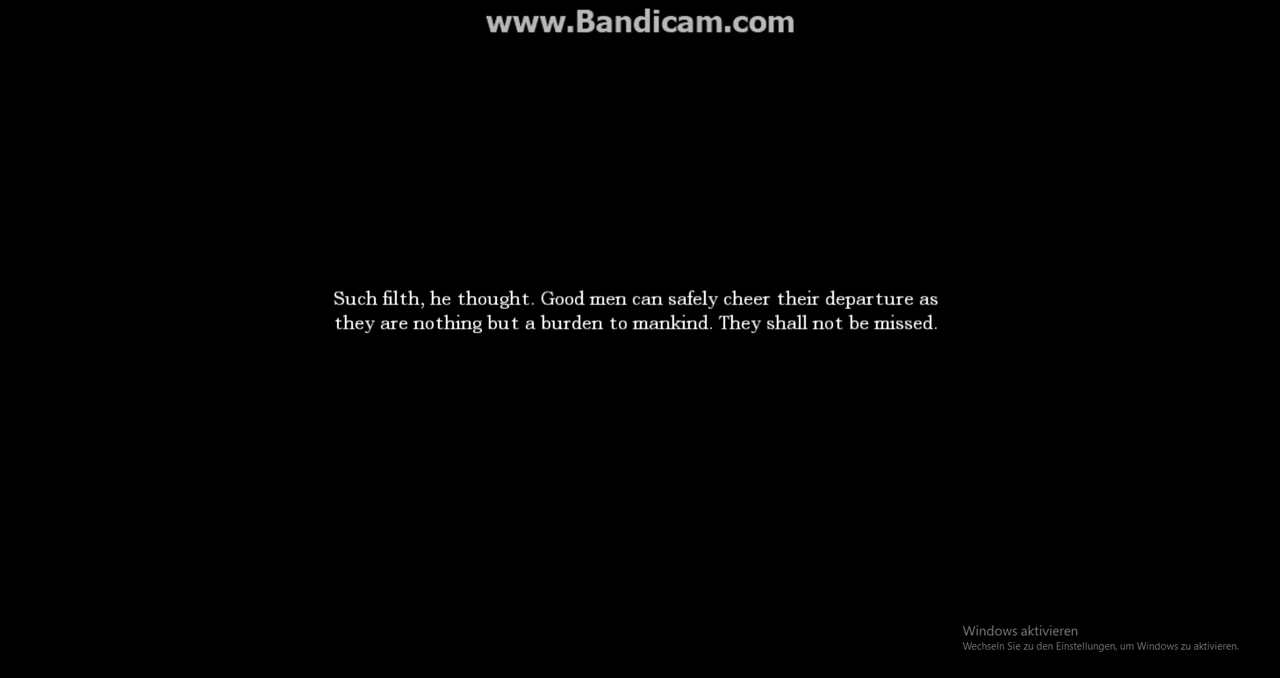 www.Bandicam.com
Such filth, he thought. Good men can safely cheer their departure as
they are nothing but a burden to mankind. They shall not be missed.
Windows aktivieren
Wechseln Sie zu den Einstellungen, um Windows zu aktivieren.